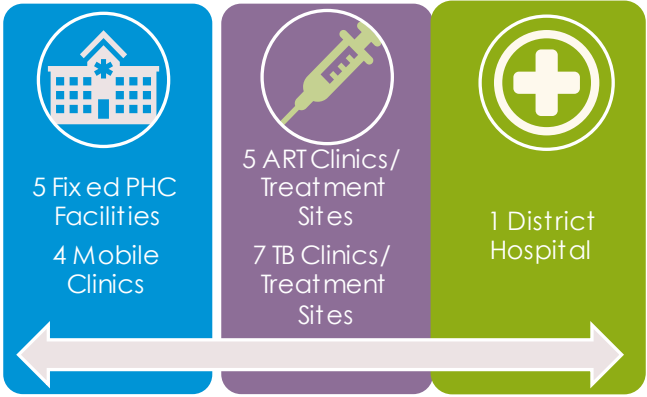 5 Fixed PHC
Facilities
4 Mobile
Clinics
5 ART Clinics/
Treatment
Sites
7 TB Clinics/
Treatment
Sites
1 District
Hospital